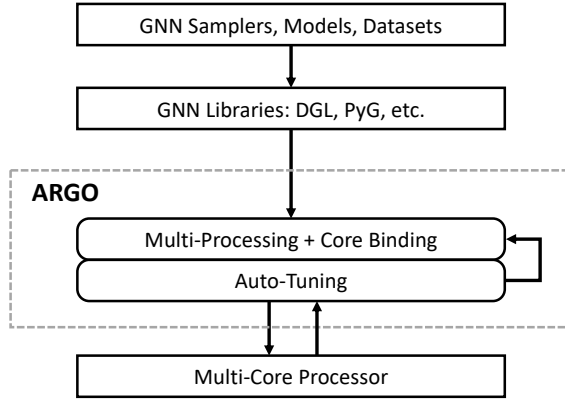 GNN Samplers, Models, Datasets
GNN Libraries: DGL, PyG, etc.
ARGO
Multi-Processing + Core Binding
Auto-Tuning
Multi-Core Processor